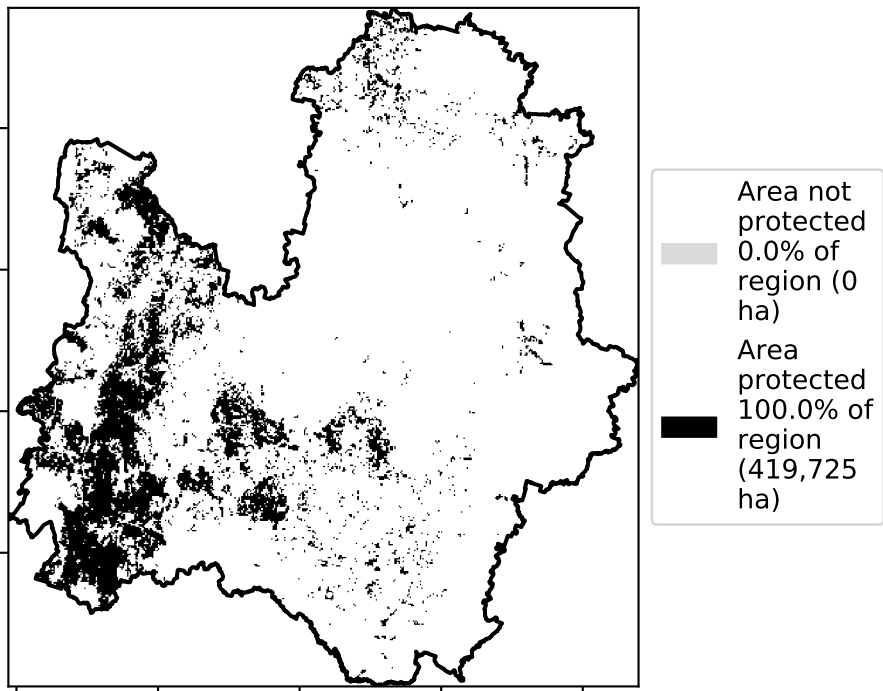 Area not
protected
0.0% of
region (0
ha)
Area
protected
100.0% of
region
(419,725
ha)